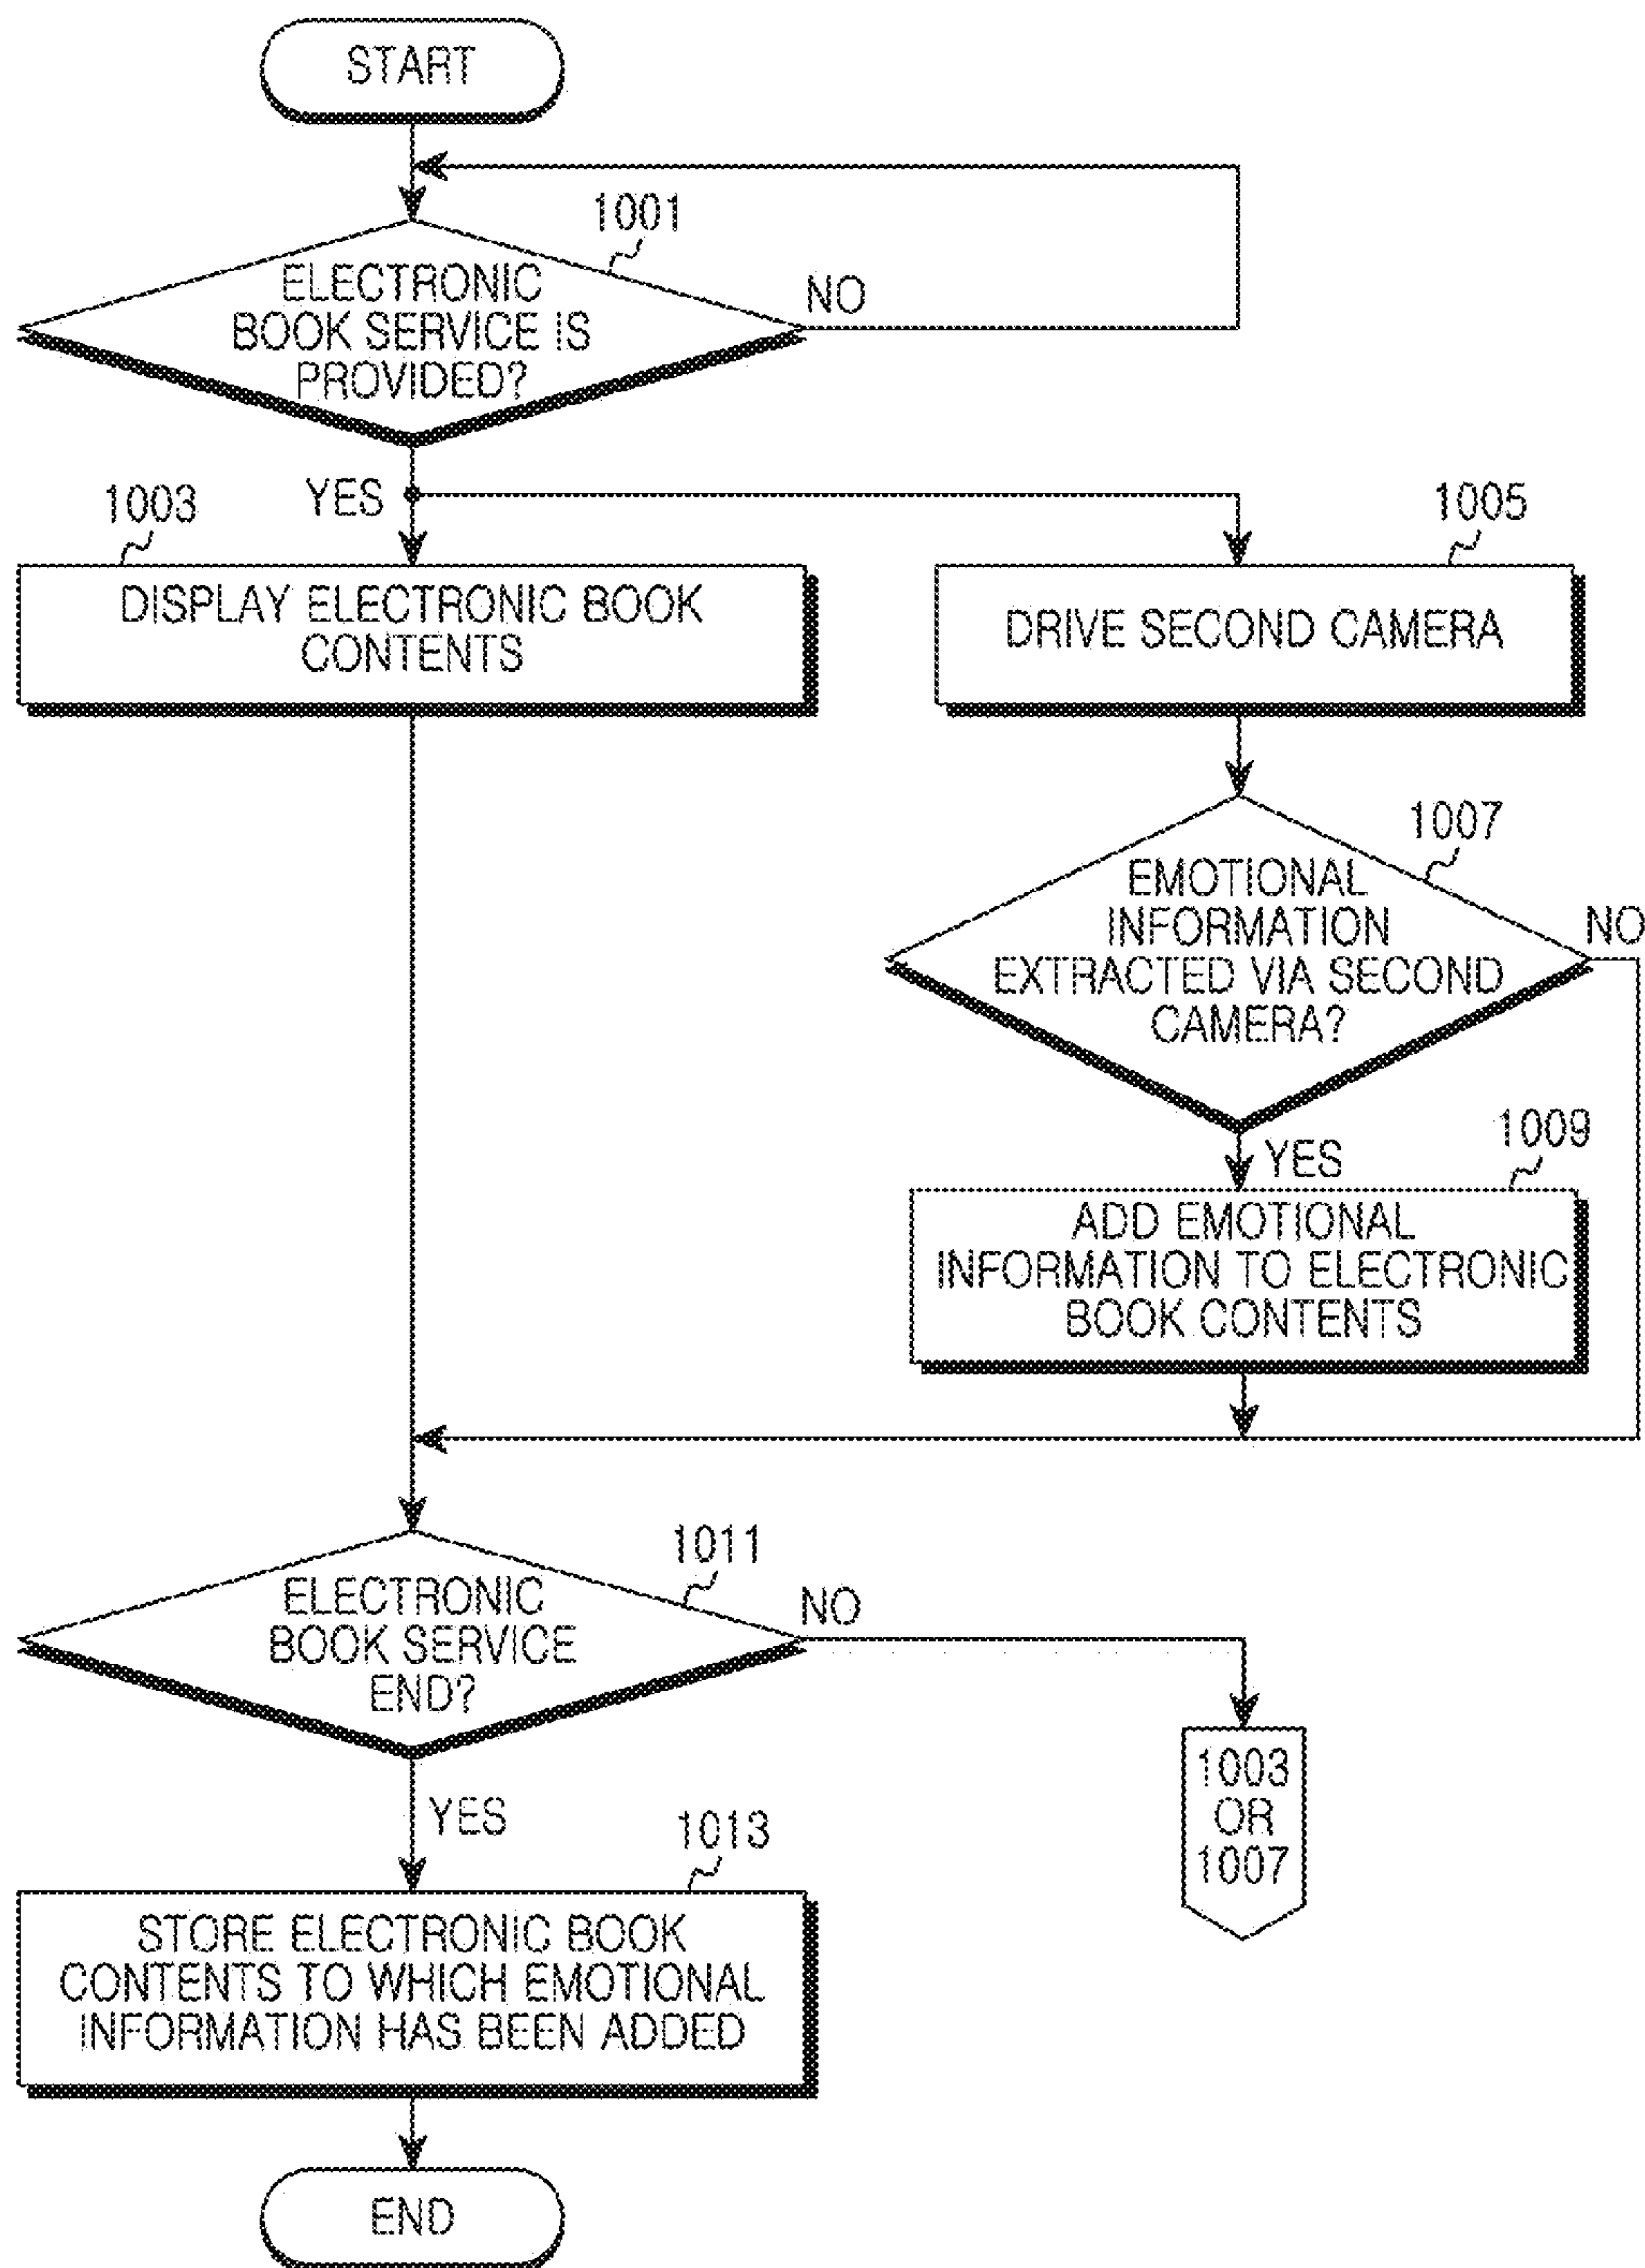 START
1001
ELECTRONIC
BOOK SERVICE IS
PROVIDED?
NO
YES
1003
DISPLAY ELECTRONIC BOOK
CONTENTS
1005
DRIVE SECOND CAMERA
1007
EMOTIONAL
INFORMATION
EXTRACTED VIA SECOND
CAMERA?
NO
YES
1009
ADD EMOTIONAL
INFORMATION TO ELECTRONIC
BOOK CONTENTS
1011
ELECTRONIC
BOOK SERVICE
END?
NO
1003
OR
1007
YES
1013
STORE ELECTRONIC BOOK
CONTENTS TO WHICH EMOTIONAL
INFORMATION HAS BEEN ADDED
END